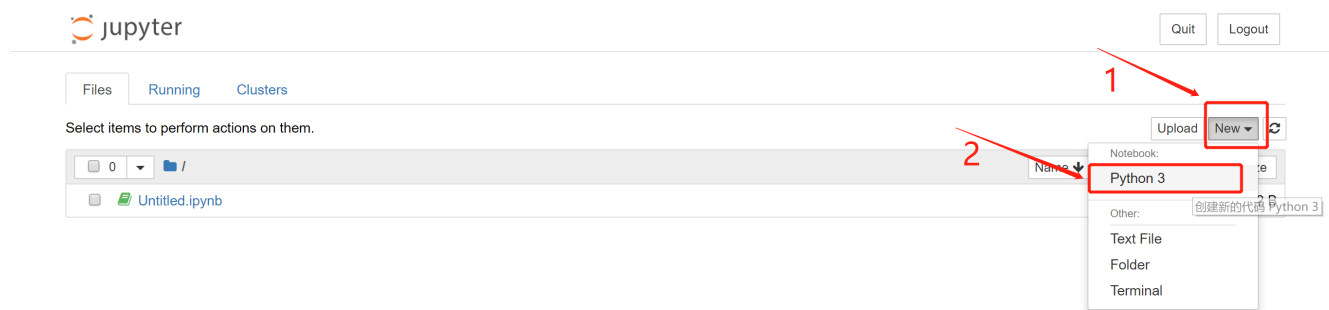 jupyter
Quit
Logout
1
Files
Running
Clusters
Select items to perform actions on them.
Upload
New
2
0
/
Name
Notebook:
Python 3
Untitled.ipynb
创建新的代码 Python 3
Other:
Text File
Folder
Terminal